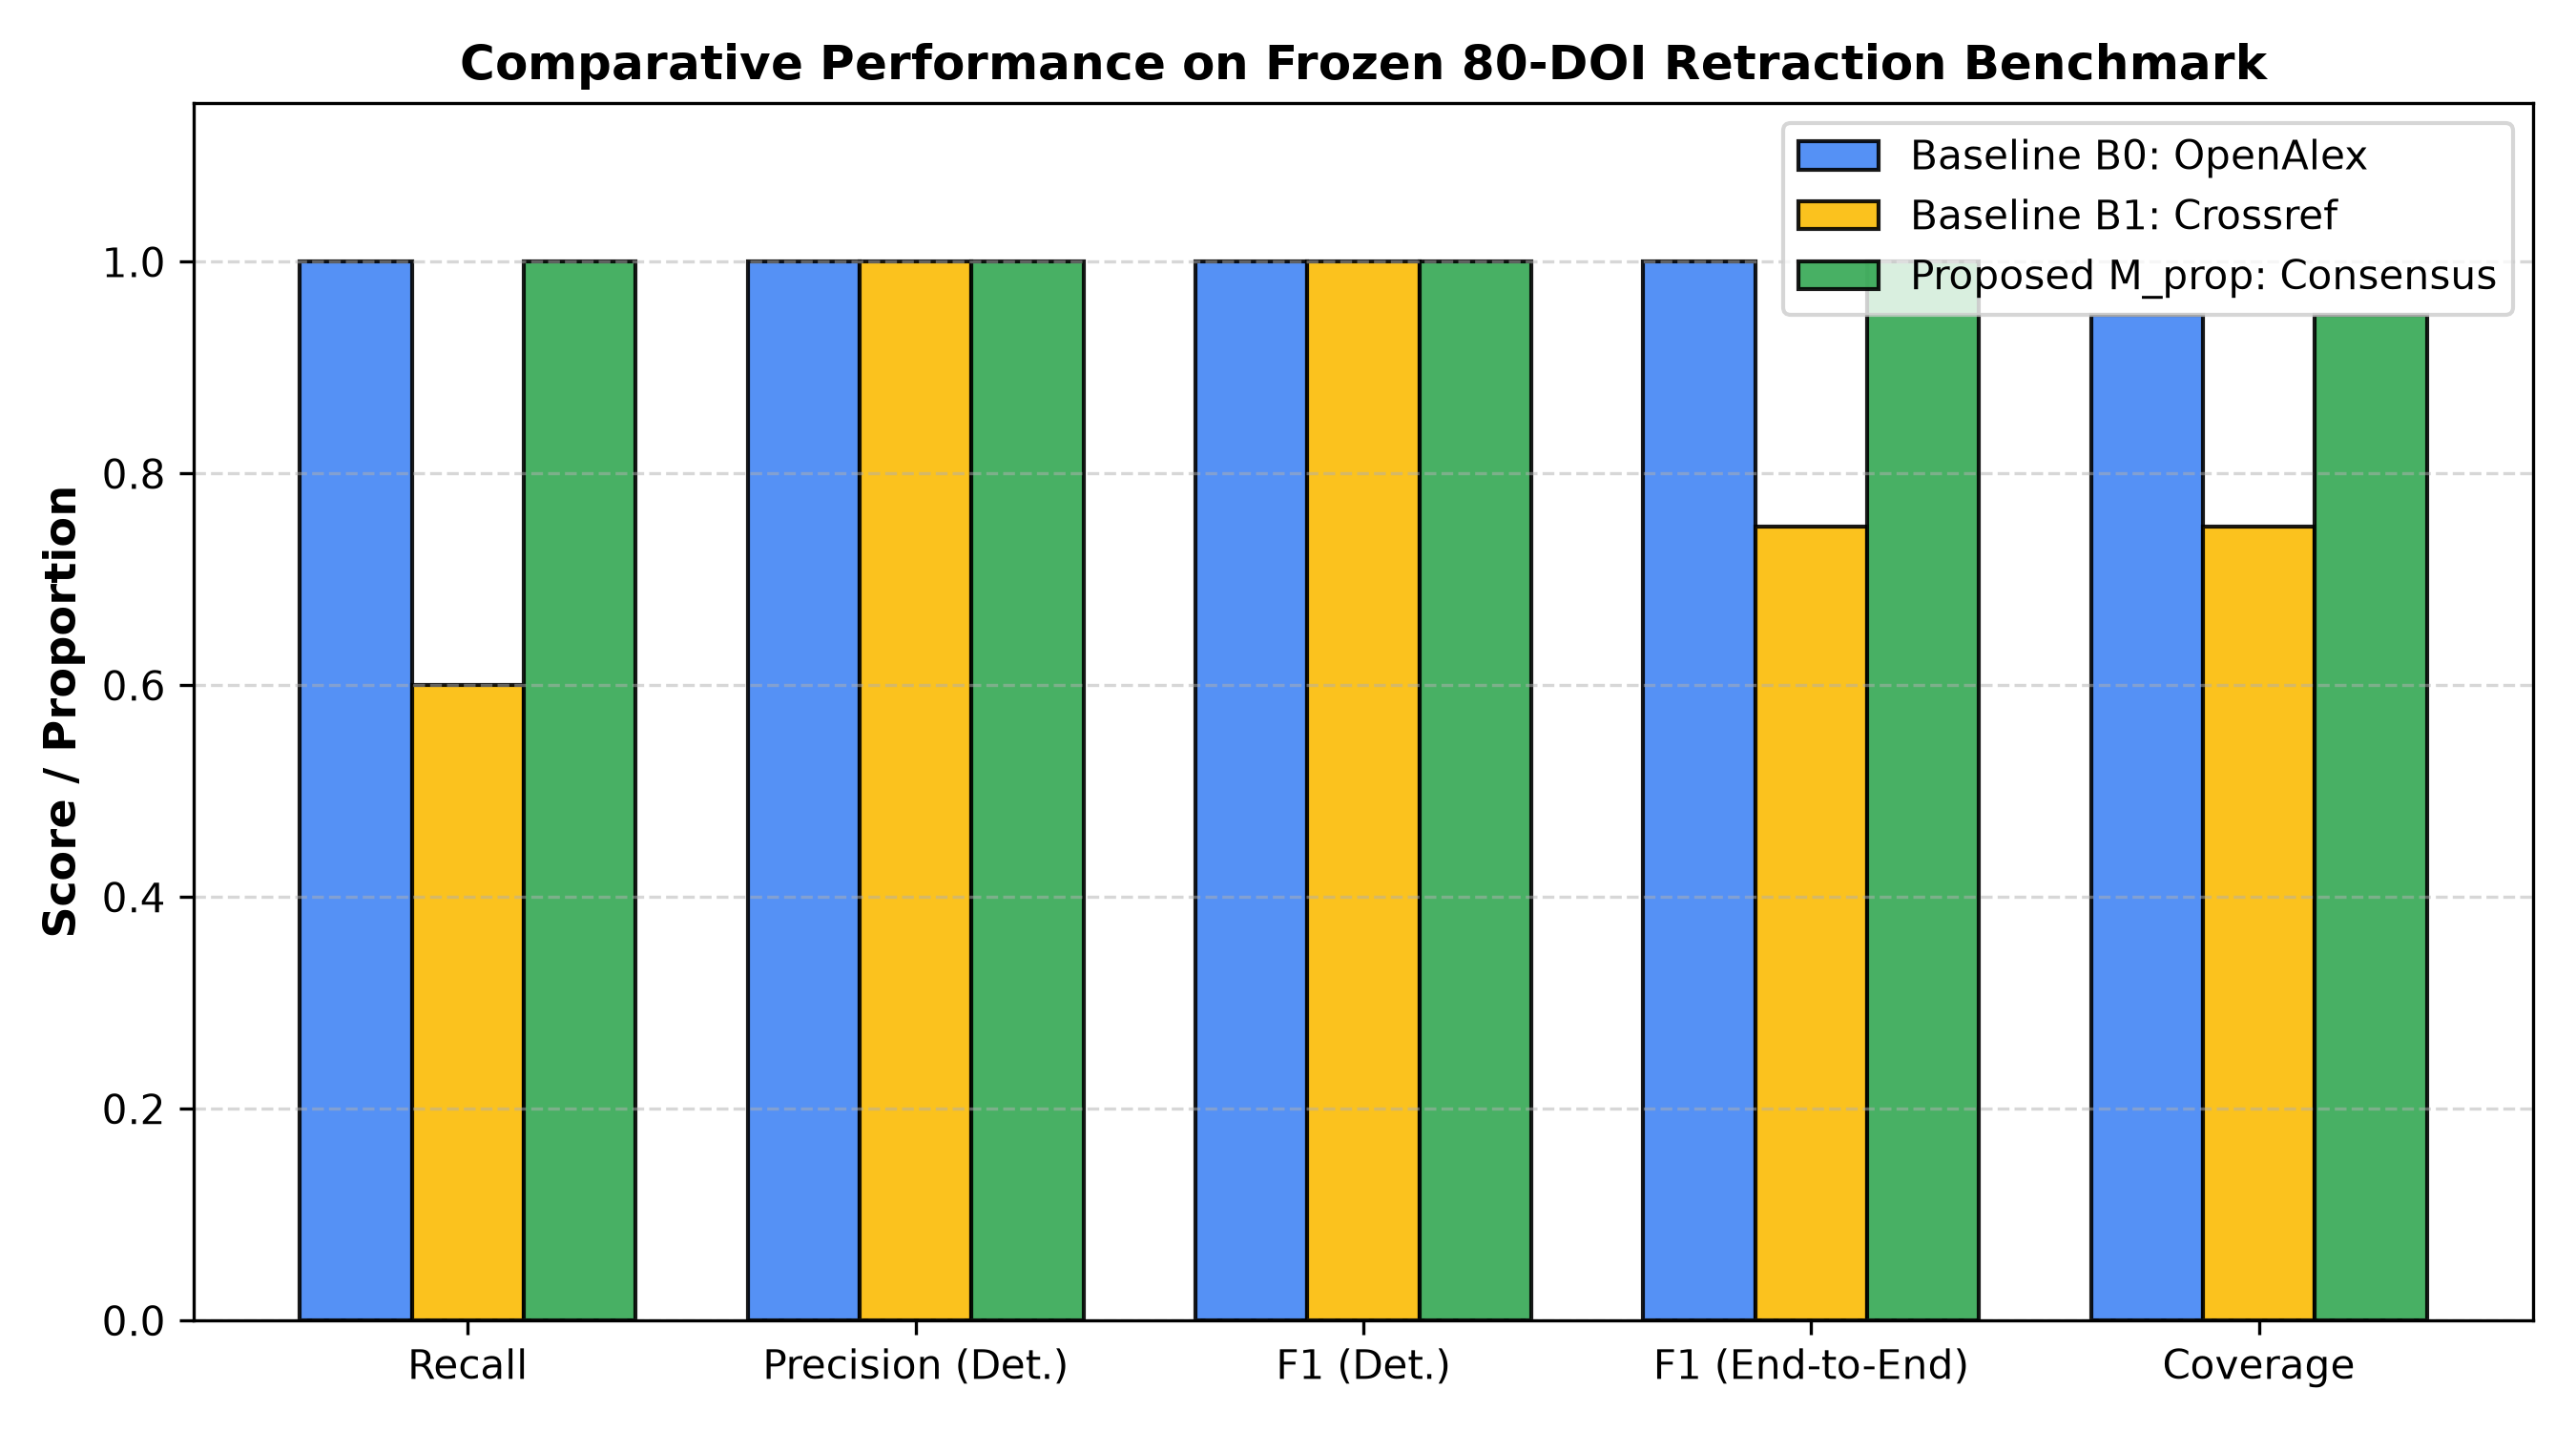 Comparative Performance on Frozen 80-DOI Retraction Benchmark
Baseline B0: OpenAlex
Baseline B1: Crossref
Proposed M_prop: Consensus
Score / Proportion
1.0
0.8
0.6
0.4
0.2
0.0
Recall
Precision (Det.)
F1 (Det.)
F1 (End-to-End)
Coverage